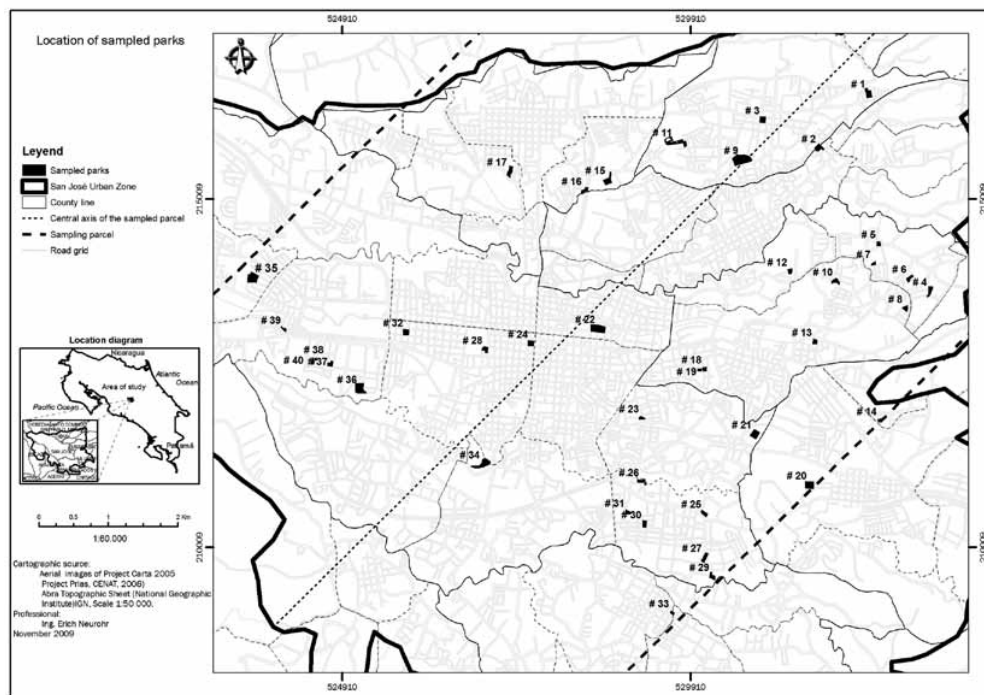 Location of sampled parks
Leyend
Sampled parks
San José Urban Zone
County line
Central axis of the sampled parcel
Sampling parcel
Road grid
Location diagram
Nicaragua
Atlantic
Ocean
Area of study
Pacific Ocean
Panamá
0 0.5 1 2 Km
1:60.000
Cartographic source:
Aerial images of Project Carta 2005
Project Prias, CENAT, 2006)
Abra Topographic Sheet (National Geographic
Institute)IGN, Scale 1:50 000.
Professional:
Ing. Erich Neurohr
November 2009
524910 529910
215009 215009
210009 210009
524910 529910
# 1
# 3
# 2
# 11
# 9
# 17
# 15
# 16
# 5
# 7
# 12
# 10
# 6
# 4
# 8
# 35
# 39
# 32
# 22
# 24
# 28
# 13
# 38
# 40
# 37
# 36
# 18
# 19
# 23
# 14
# 21
# 34
# 26
# 20
# 31
# 30
# 25
# 27
# 29
# 33